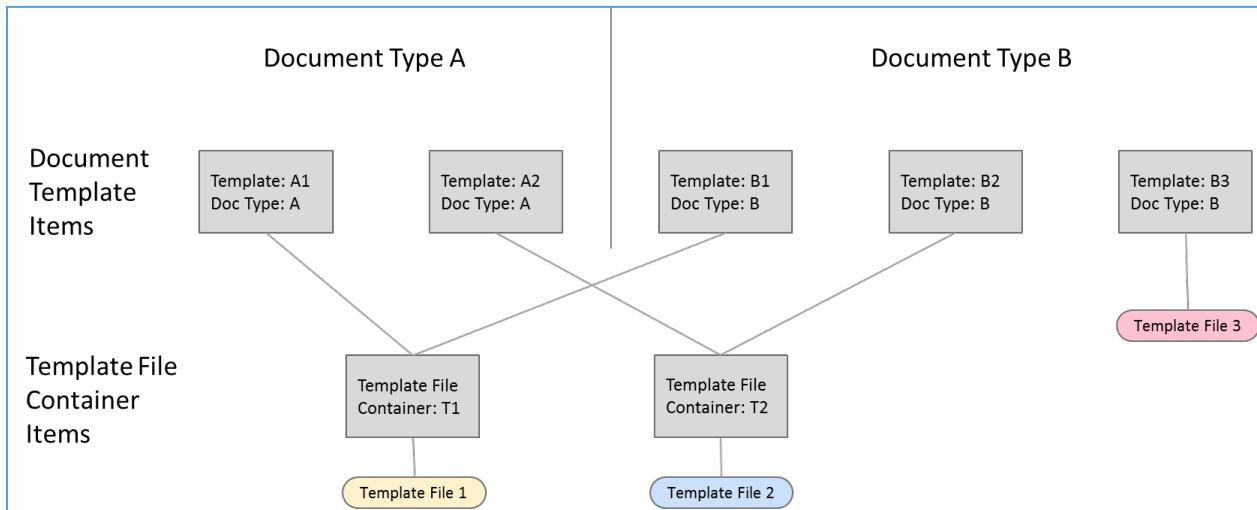 Document Type A
Document Type B
Document
Template
Items
Template: A1
Doc Type: A
Template: A2
Doc Type: A
Template: B1
Doc Type: B
Template: B2
Doc Type: B
Template: B3
Doc Type: B
Template File 3
Template File
Container
Items
Template File
Container: T1
Template File
Container: T2
Template File 1
Template File 2